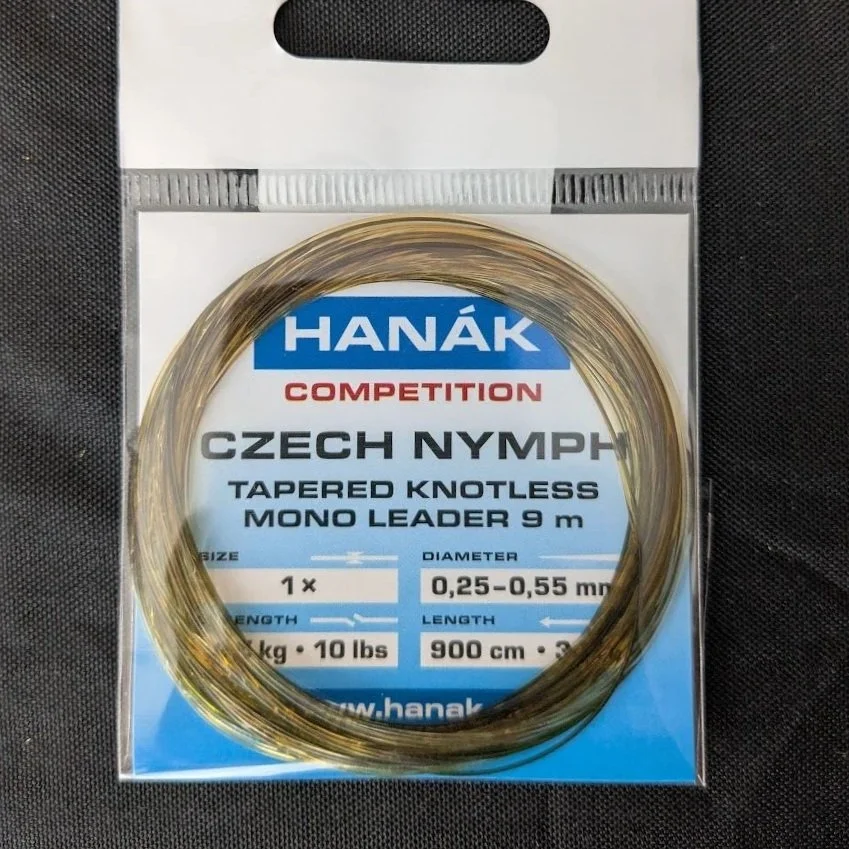 HANÁK
COMPETITION
CZECH NYMPH
TAPERED KNOTLESS
MONO LEADER 9 m
SIZE DIAMETER
1× 0,25-0,55 mm
LENGTH
kg • 10 lbs 900 cm •
www.hanak.